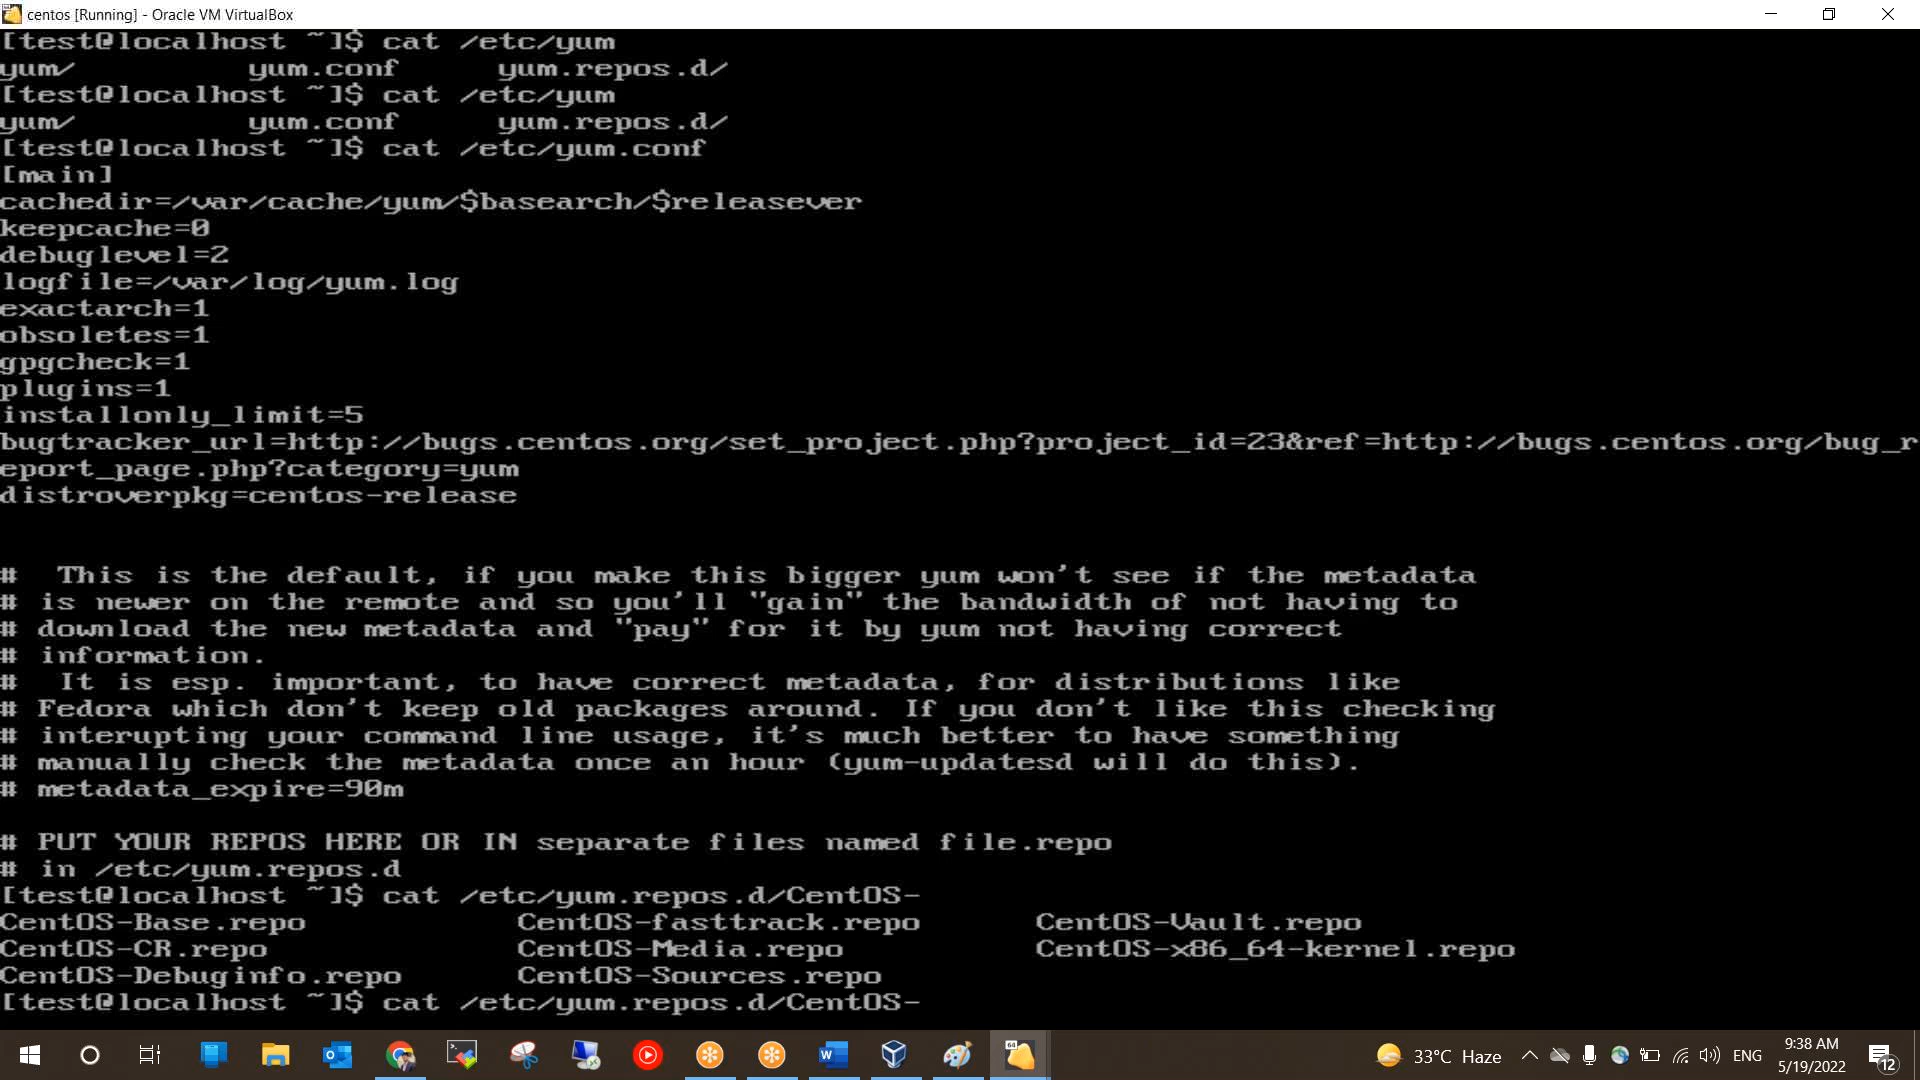 centos [Running] - Oracle VM VirtualBox
[test@localhost ~]$ cat /etc/yum
yum/ yum.conf yum.repos.d/
[test@localhost ~]$ cat /etc/yum
yum/ yum.conf yum.repos.d/
[test@localhost ~]$ cat /etc/yum.conf
[main]
cachedir=/var/cache/yum/$basearch/$releasever
keepcache=0
debuglevel=2
logfile=/var/log/yum.log
exactarch=1
obsoletes=1
gpgcheck=1
plugins=1
installonly_limit=5
bugtracker_url=http://bugs.centos.org/set_project.php?project_id=23&ref=http://bugs.centos.org/bug_r
eport_page.php?category=yum
distroverpkg=centos-release
#  This is the default, if you make this bigger yum won't see if the metadata
# is newer on the remote and so you'll "gain" the bandwidth of not having to
# download the new metadata and "pay" for it by yum not having correct
# information.
#  It is esp. important, to have correct metadata, for distributions like
# Fedora which don't keep old packages around. If you don't like this checking
# interupting your command line usage, it's much better to have something
# manually check the metadata once an hour (yum-updatesd will do this).
# metadata_expire=90m
# PUT YOUR REPOS HERE OR IN separate files named file.repo
# in /etc/yum.repos.d
[test@localhost ~]$ cat /etc/yum.repos.d/CentOS-
CentOS-Base.repo CentOS-fasttrack.repo CentOS-Vault.repo
CentOS-CR.repo CentOS-Media.repo CentOS-x86_64-kernel.repo
CentOS-Debuginfo.repo CentOS-Sources.repo
[test@localhost ~]$ cat /etc/yum.repos.d/CentOS-
33°C Haze
ENG
9:38 AM
5/19/2022
12